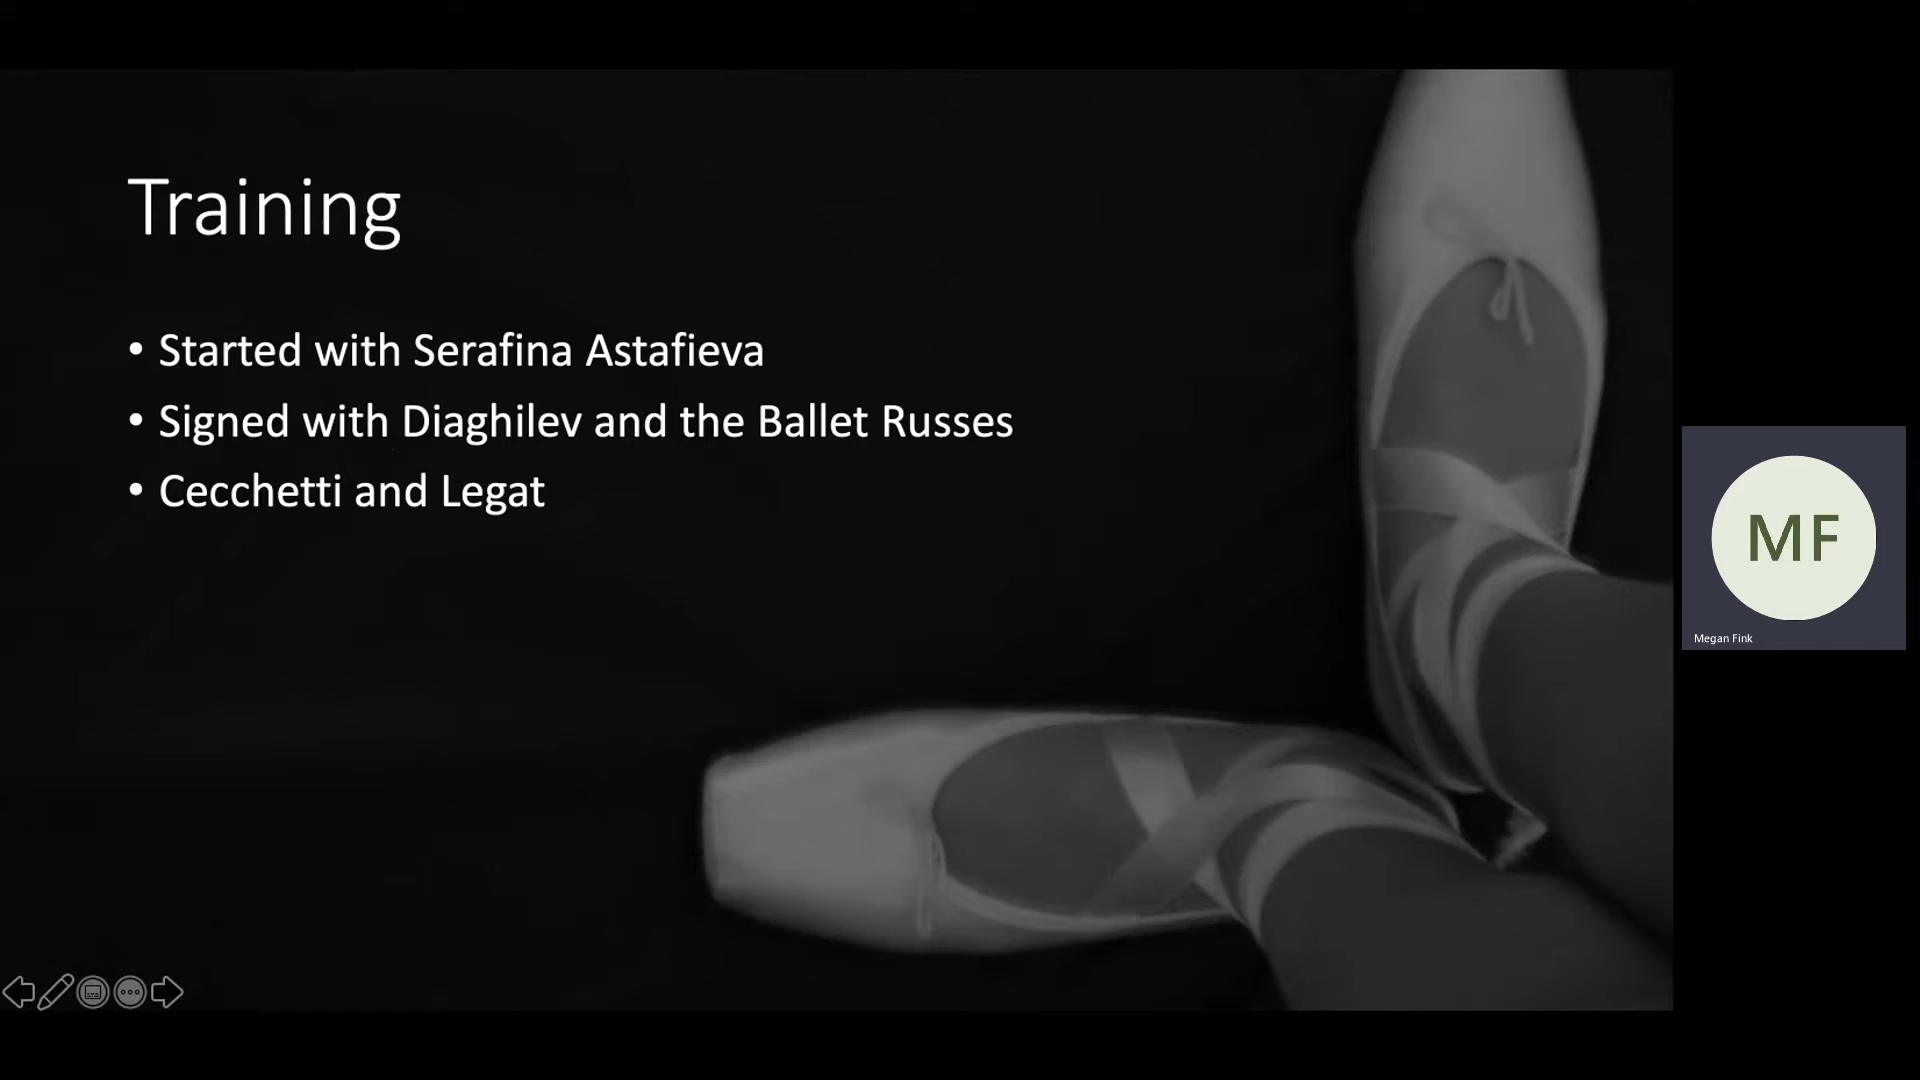 Training
• Started with Serafina Astafieva
• Signed with Diaghilev and the Ballet Russes
• Cecchetti and Legat
MF
Megan Fink